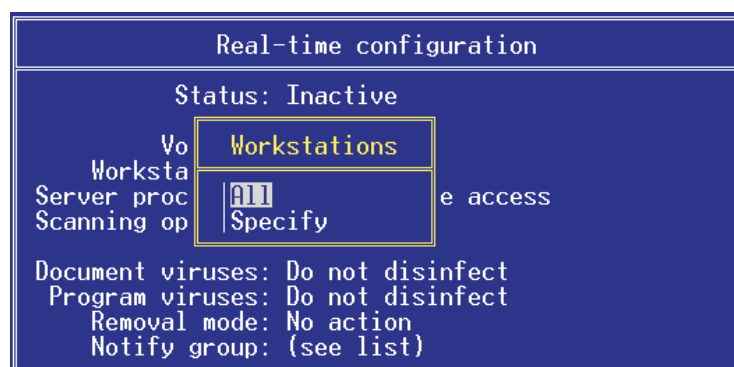 Real-time configuration
Status: Inactive
Vo
Workstations
Worksta
Server proc
All
e access
Scanning op
Specify
Document viruses: Do not disinfect
Program viruses: Do not disinfect
Removal mode: No action
Notify group: (see list)